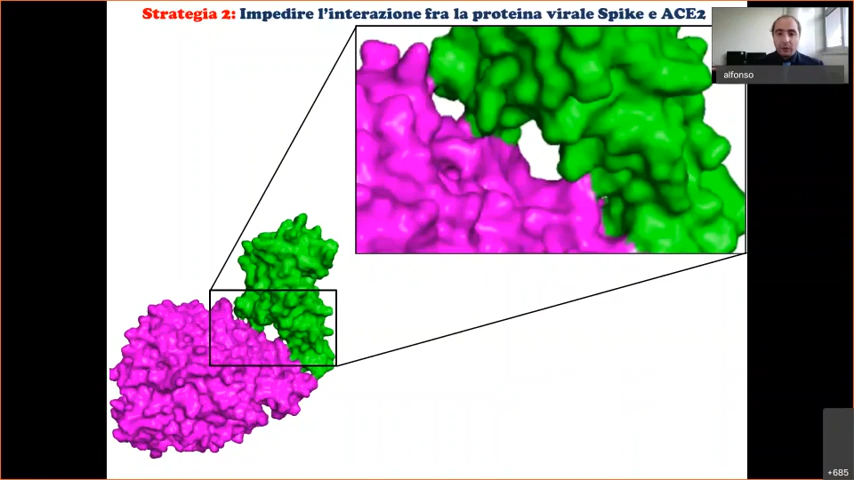 Strategia 2: Impedire l'interazione fra la proteina virale Spike e ACE2
alfonso
+685